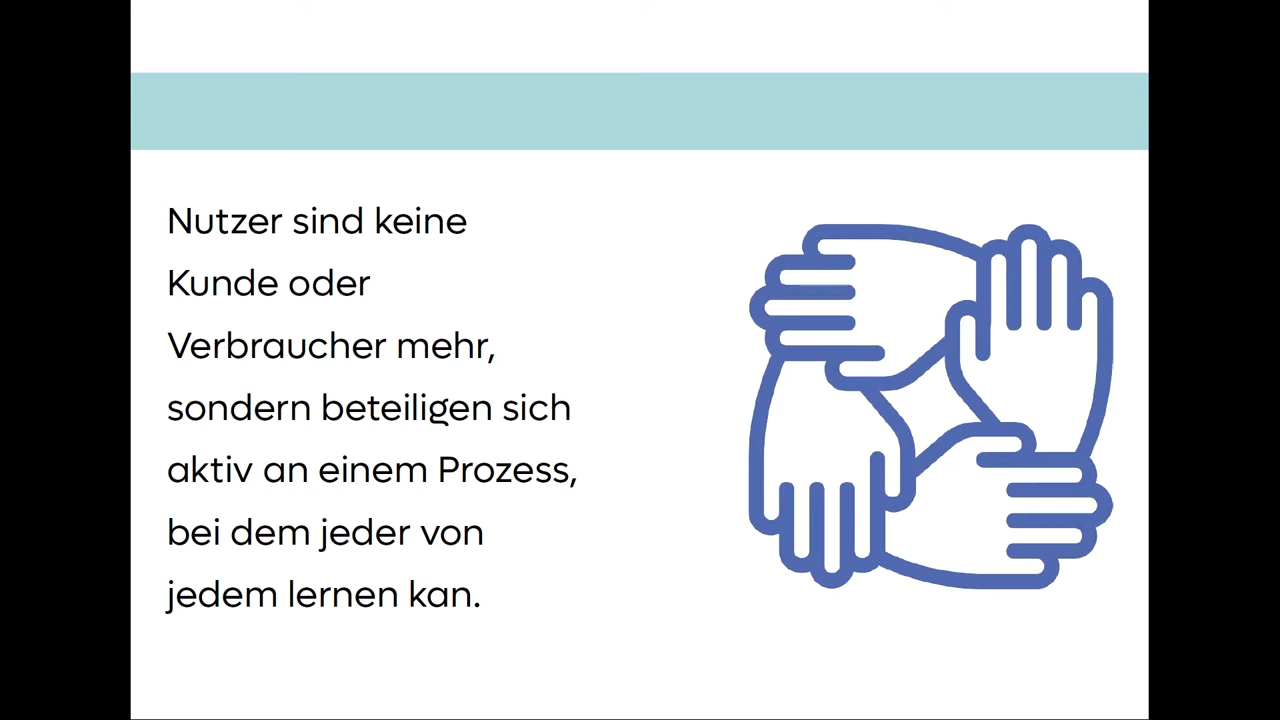 Nutzer sind keine
Kunde oder
Verbraucher mehr,
sondern beteiligen sich
aktiv an einem Prozess,
bei dem jeder von
jedem lernen kan.